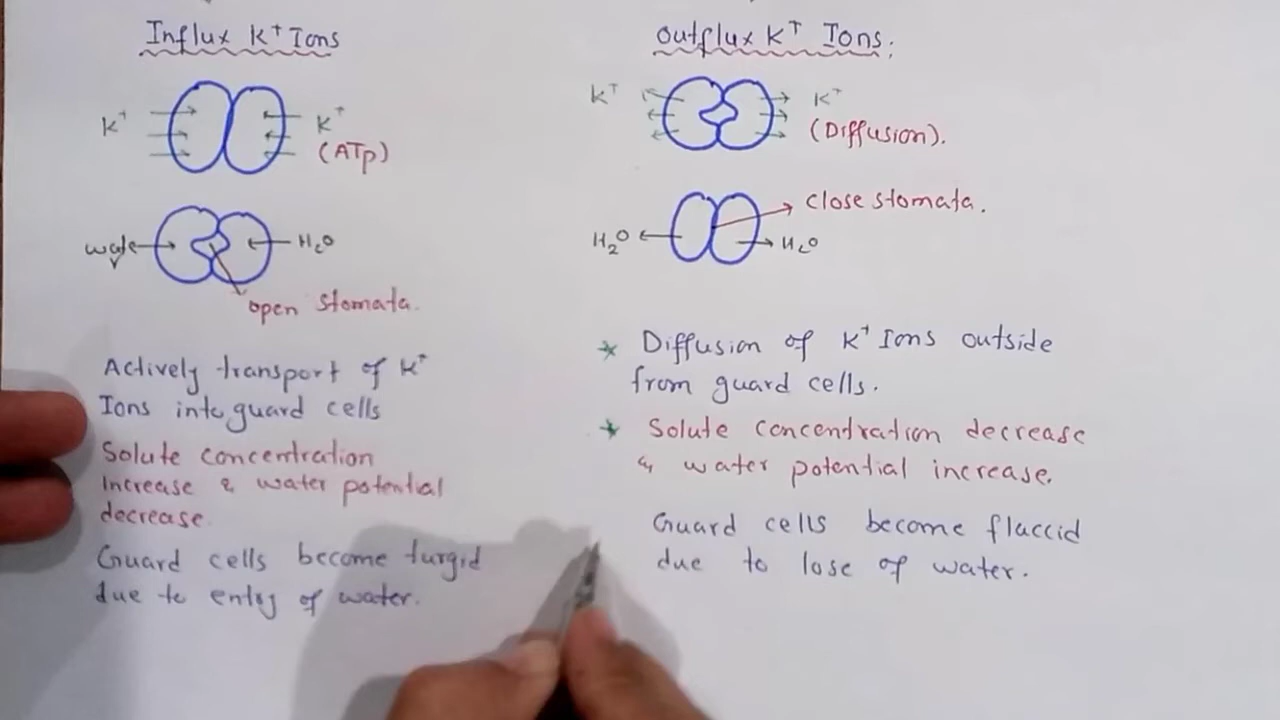 Influx K⁺ Ions
K⁺
K⁺
(ATP)
water
H₂O
open stomata.
Actively transport of K⁺
Ions into guard cells
Solute concentration
Increase & water potential
decrease.
Guard cells become turgid
due to entry of water.
outflux K⁺ Ions:
K⁺
K⁺
(Diffusion).
close stomata.
H₂O
H₂O
* Diffusion of K⁺ Ions outside
from guard cells.
* Solute concentration decrease
& water potential increase.
Guard cells become fluccid
due to lose of water.